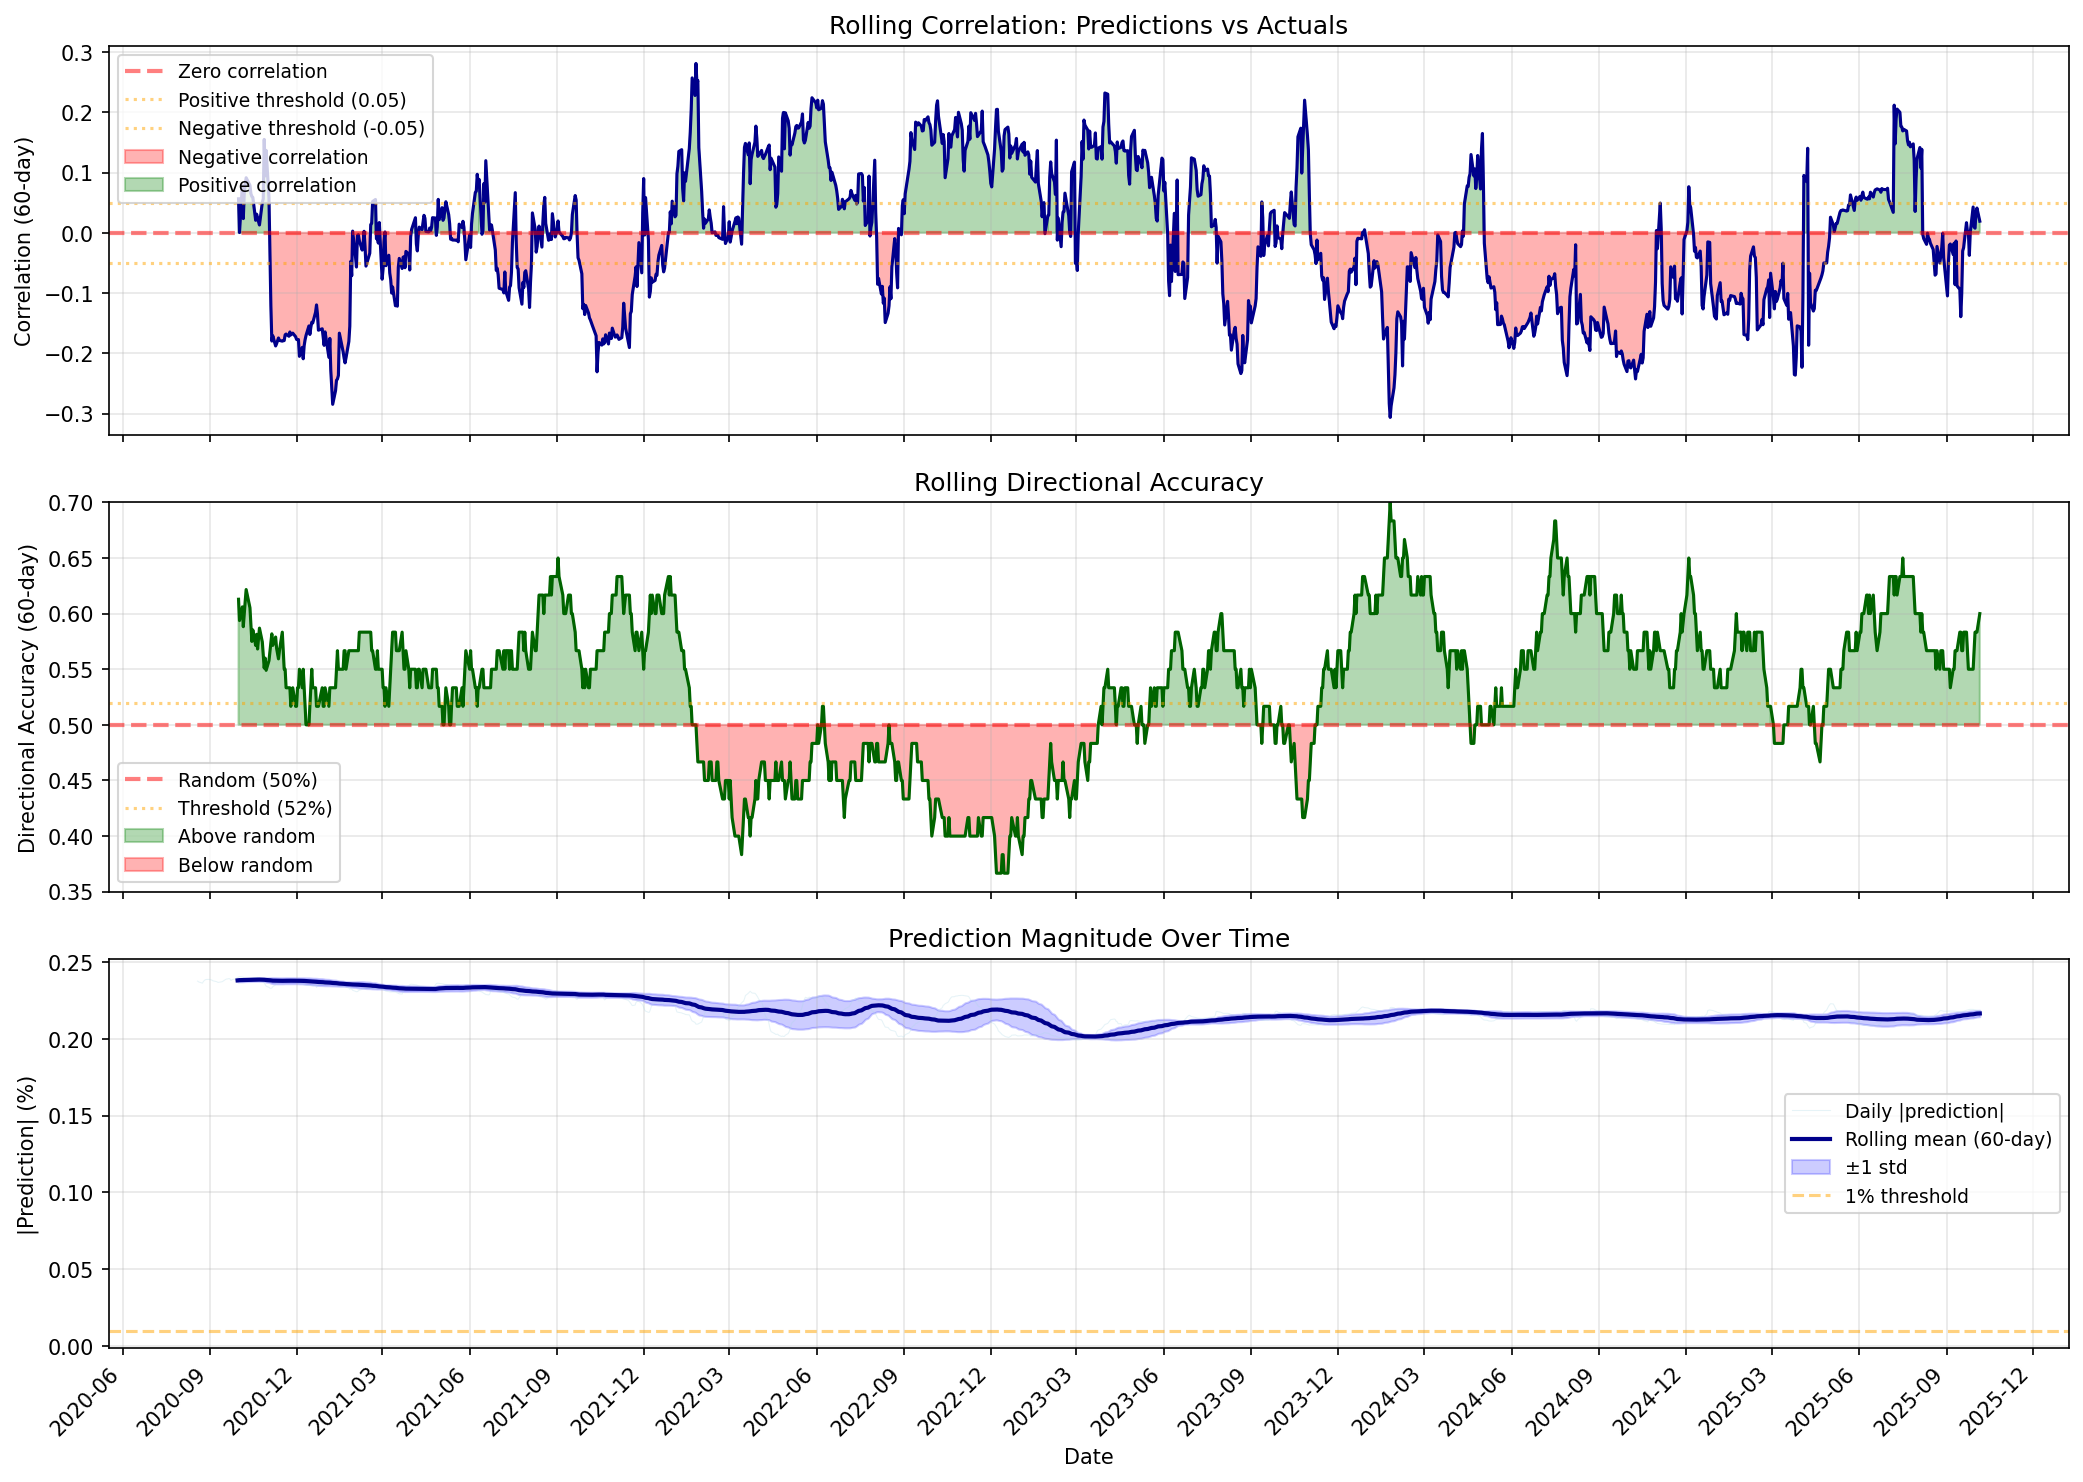 Rolling Correlation: Predictions vs Actuals
Correlation (60-day)
0.3
0.2
0.1
0.0
−0.1
−0.2
−0.3
Zero correlation
Positive threshold (0.05)
Negative threshold (-0.05)
Negative correlation
Positive correlation
Rolling Directional Accuracy
Directional Accuracy (60-day)
0.70
0.65
0.60
0.55
0.50
0.45
0.40
0.35
Random (50%)
Threshold (52%)
Above random
Below random
Prediction Magnitude Over Time
|Prediction| (%)
0.25
0.20
0.15
0.10
0.05
0.00
Daily |prediction|
Rolling mean (60-day)
±1 std
1% threshold
2020-06
2020-09
2020-12
2021-03
2021-06
2021-09
2021-12
2022-03
2022-06
2022-09
2022-12
2023-03
2023-06
2023-09
2023-12
2024-03
2024-06
2024-09
2024-12
2025-03
2025-06
2025-09
2025-12
Date